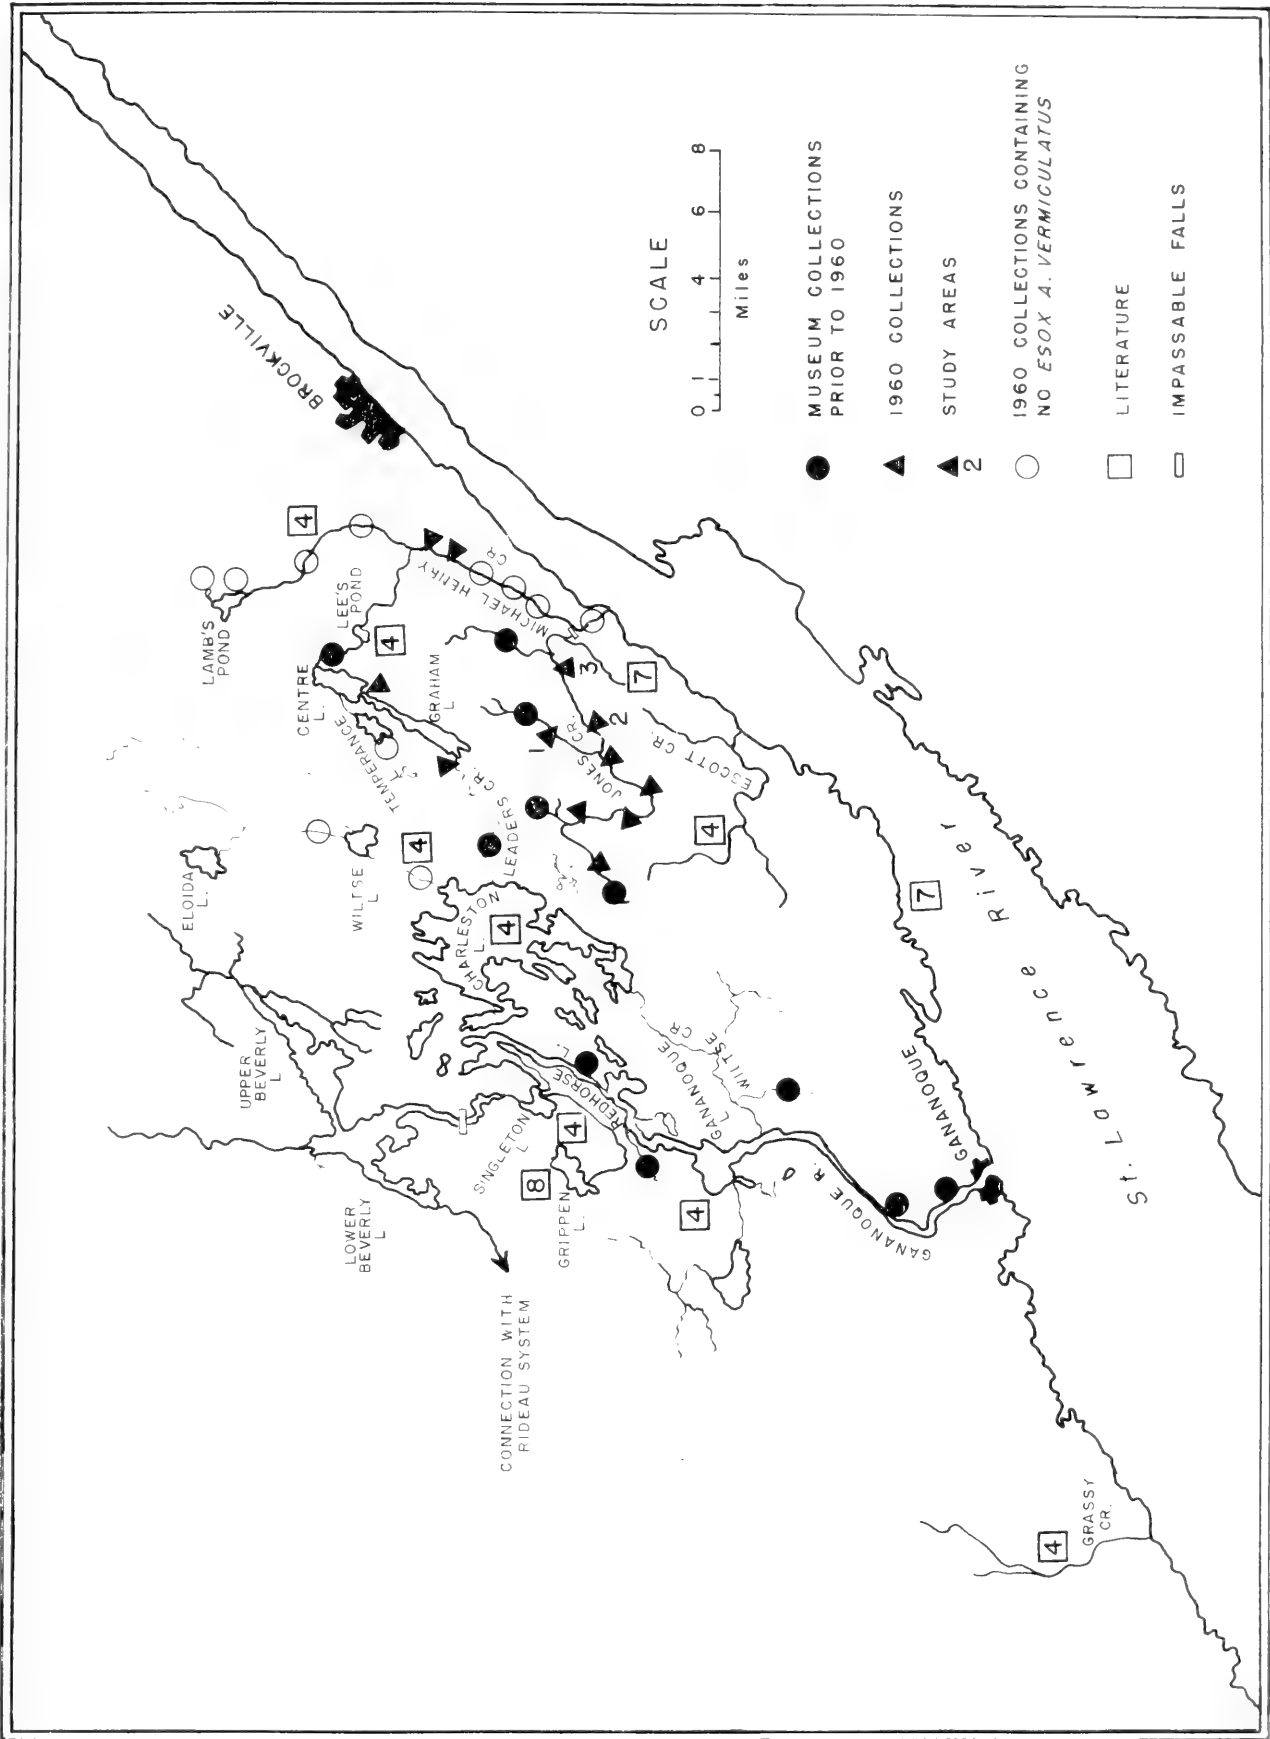 BROCKVILLE
LAMB'S
POND
4
LEE'S
POND
4
CENTRE
L.
MICHAEL HENRY
CR
GRAHAM
L
TEMPERANCE
L
3
7
2
1
JONES CR.
ESCOTT CR.
LEADERS CR.
4
4
WILTSE
L
ELOIDA
L.
CHARLESTON
L.
4
7
UPPER
BEVERLY
L
REDHORSE L.
GANANOQUE
L
WILTSE CR
SINGLETON
L
4
8
GRIPPEN
L.
4
LOWER
BEVERLY
L
GANANOQUE R.
GANANOQUE
St. Lawrence River
CONNECTION WITH
RIDEAU SYSTEM
4
GRASSY
CR.
SCALE
0 1 2 4 6 8
Miles
MUSEUM COLLECTIONS
PRIOR TO 1960
1960 COLLECTIONS
2
STUDY AREAS
1960 COLLECTIONS CONTAINING
NO ESOX A. VERMICULATUS
LITERATURE
IMPASSABLE FALLS